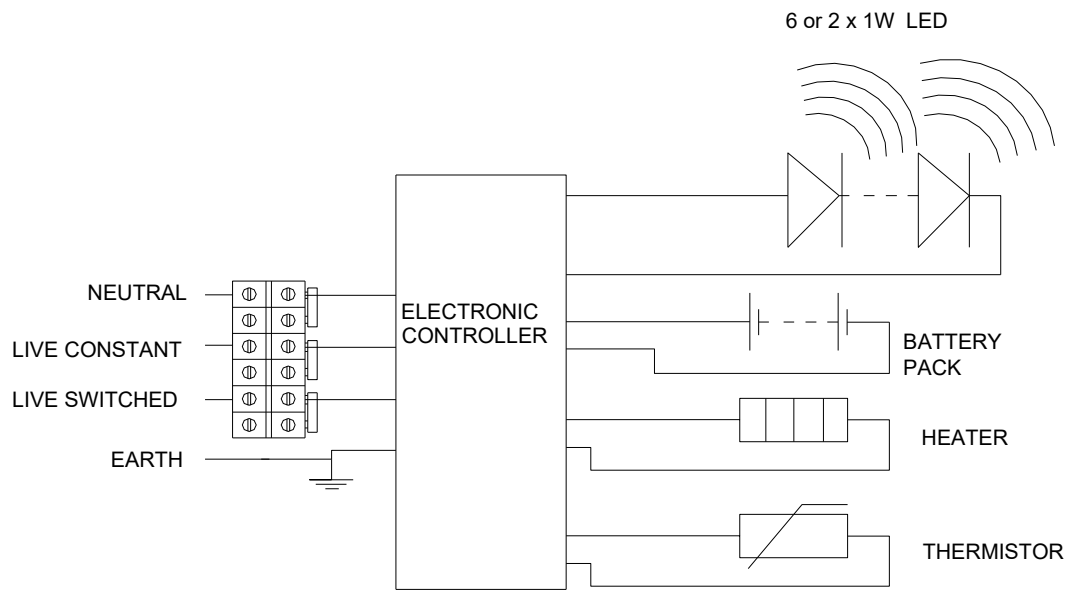 6 or 2 x 1W LED
NEUTRAL
LIVE CONSTANT
LIVE SWITCHED
EARTH
ELECTRONIC
CONTROLLER
BATTERY
PACK
HEATER
THERMISTOR